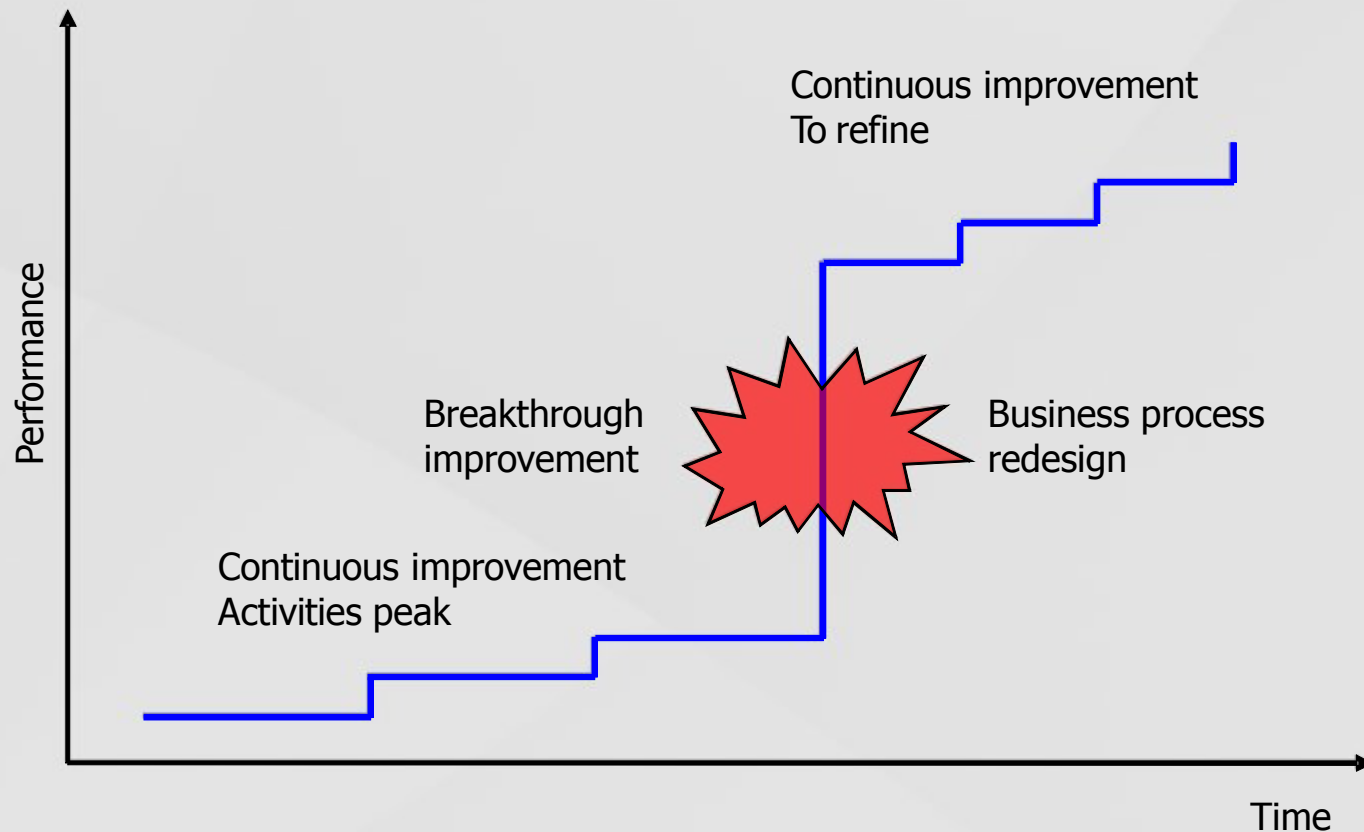 Continuous improvement
To refine
Performance
Breakthrough
improvement
Business process
redesign
Continuous improvement
Activities peak
Time